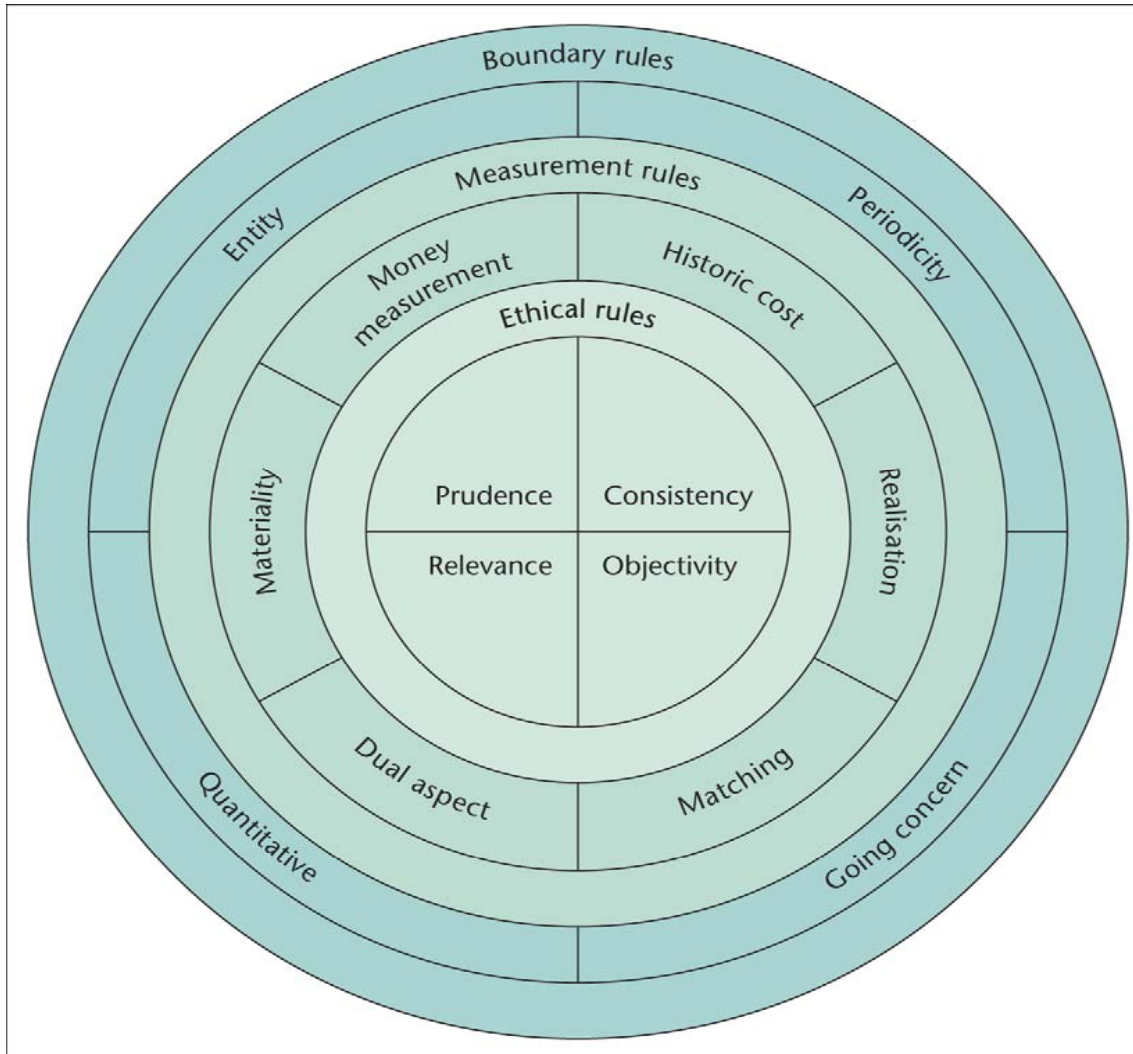 Boundary rules
Entity
Periodicity
Measurement rules
Money
measurement
Historic cost
Ethical rules
Materiality
Realisation
Prudence
Consistency
Relevance
Objectivity
Dual aspect
Matching
Quantitative
Going concern